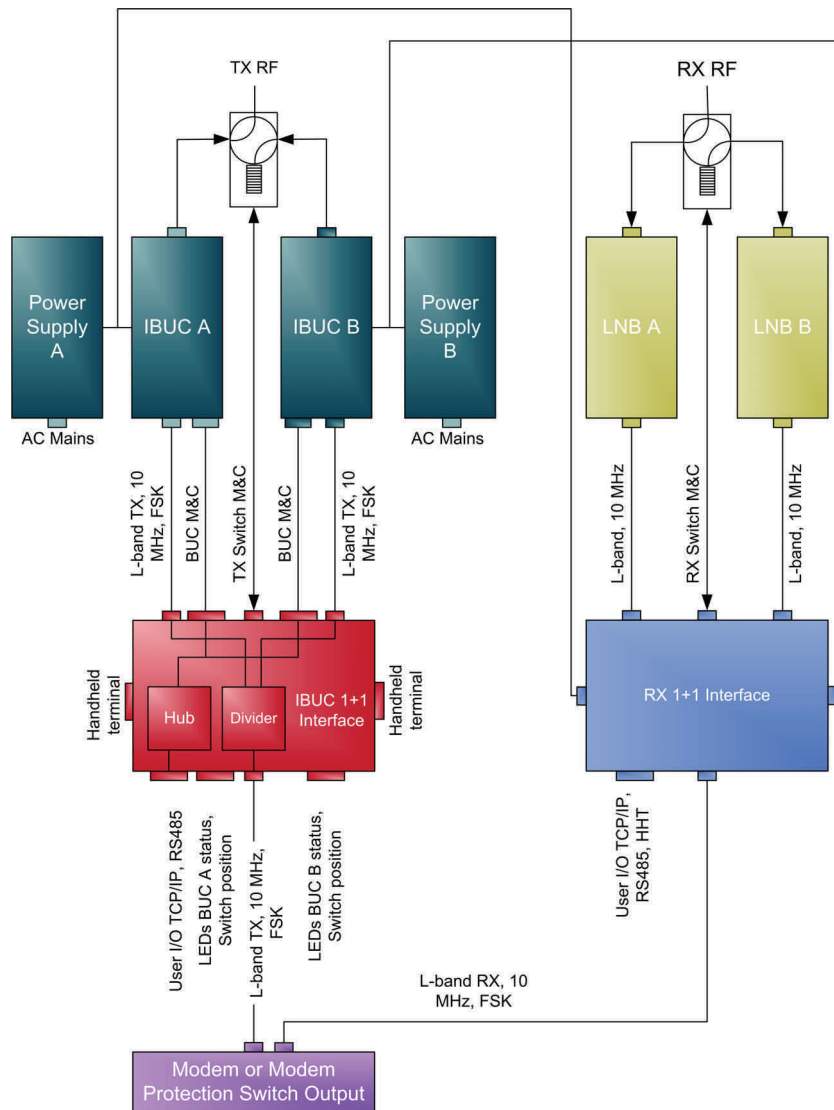 TX RF
RX RF
Power
Supply
A
IBUC A
IBUC B
Power
Supply
B
LNB A
LNB B
AC Mains
AC Mains
L-band TX, 10
MHz, FSK
BUC M&C
TX Switch M&C
BUC M&C
L-band TX, 10
MHz, FSK
L-band, 10 MHz
RX Switch M&C
L-band, 10 MHz
Handheld
terminal
Hub
Divider
IBUC 1+1
Interface
Handheld
terminal
RX 1+1 Interface
User I/O TCP/IP, RS485
LEDs BUC A status,
Switch position
L-band TX, 10 MHz,
FSK
LEDs BUC B status,
Switch position
User I/O TCP/IP,
RS485, HHT
L-band RX, 10
MHz, FSK
Modem or Modem
Protection Switch Output